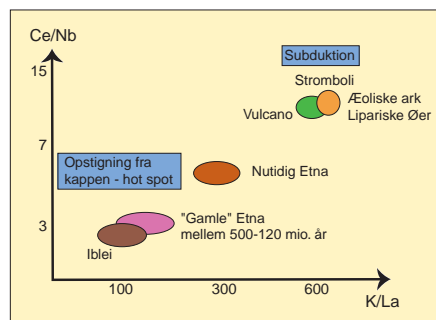 Ce/Nb
15
7
3
Subduktion
Stromboli
Vulcano
Æoliske ark
Lipariske Øer
Opstigning fra
kappen - hot spot
Nutidig Etna
"Gamle" Etna
mellem 500-120 mio. år
Iblei
100
300
600
K/La